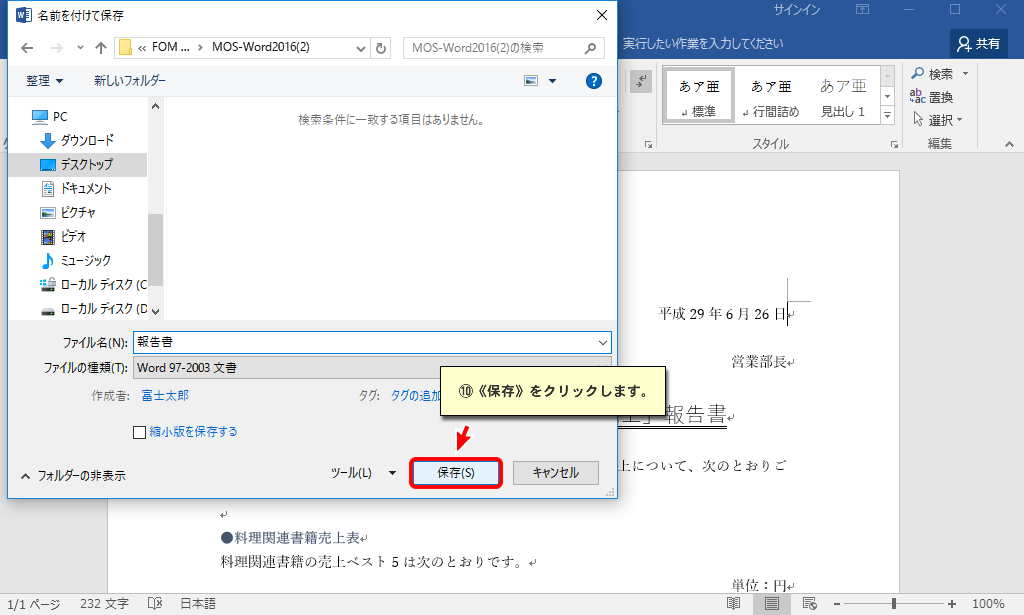 名前を付けて保存
サインイン
« FOM ... › MOS-Word2016(2)
MOS-Word2016(2)の検索
実行したい作業を入力してください
共有
整理
新しいフォルダー
PC
ダウンロード
デスクトップ
ドキュメント
ピクチャ
ビデオ
ミュージック
ローカル ディスク (C
ローカル ディスク (D
検索条件に一致する項目はありません。
あア亜
↲標準
あア亜
↲行間詰め
あア亜
見出し 1
スタイル
検索
置換
選択
編集
ファイル名(N):
報告書
ファイルの種類(T):
Word 97-2003 文書
作成者:
富士太郎
タグ:
タグの追加
縮小版を保存する
⑩《保存》をクリックします。
フォルダーの非表示
ツール(L)
保存(S)
キャンセル
平成 29 年 6 月 26 日↲
営業部長↲
」報告書↲
上について、次のとおりご
↲
●料理関連書籍売上表↲
料理関連書籍の売上ベスト 5 は次のとおりです。↲
単位：円↲
1/1 ページ
232 文字
日本語
100%